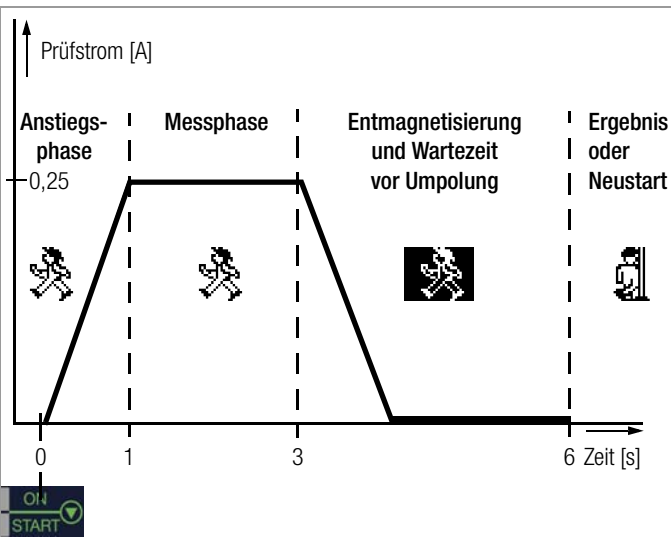 Prüfstrom [A]
Anstiegs-
phase
Messphase
Entmagnetisierung
und Wartezeit
vor Umpolung
Ergebnis
oder
Neustart
0,25
0
1
3
6
Zeit [s]
ON
START